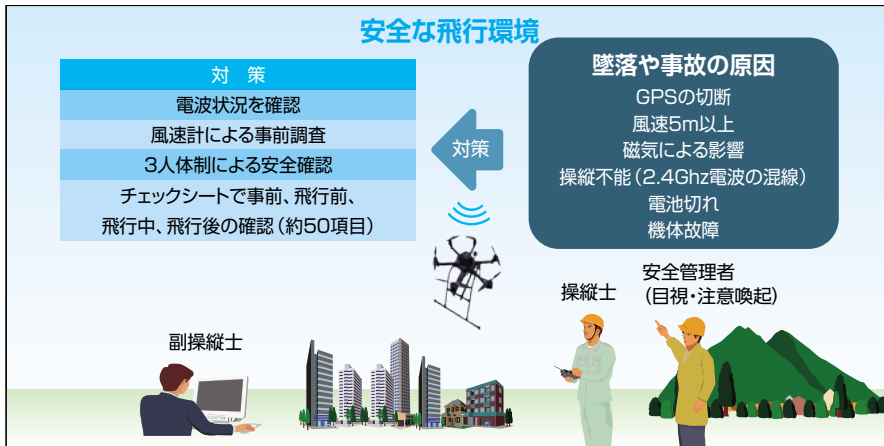 安全な飛行環境
対 策
電波状況を確認
風速計による事前調査
3人体制による安全確認
チェックシートで事前、飛行前、
飛行中、飛行後の確認（約50項目）
対策
墜落や事故の原因
GPSの切断
風速5m以上
磁気による影響
操縦不能（2.4Ghz電波の混線）
電池切れ
機体故障
操縦士
安全管理者
（目視・注意喚起）
副操縦士